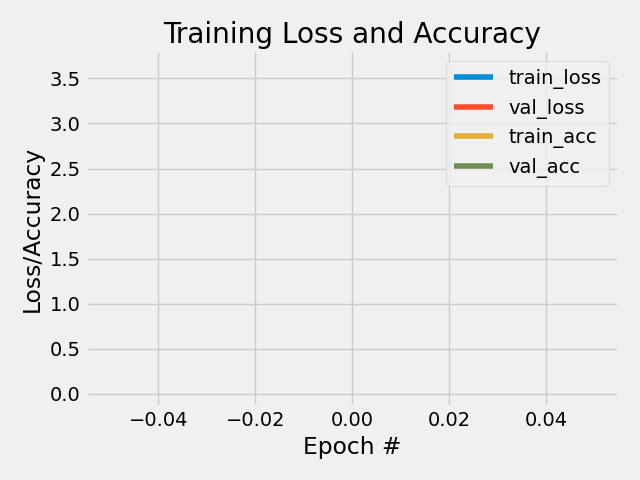 Training Loss and Accuracy
train_loss
val_loss
train_acc
val_acc
Loss/Accuracy
3.5
3.0
2.5
2.0
1.5
1.0
0.5
0.0
−0.04 −0.02 0.00 0.02 0.04
Epoch #